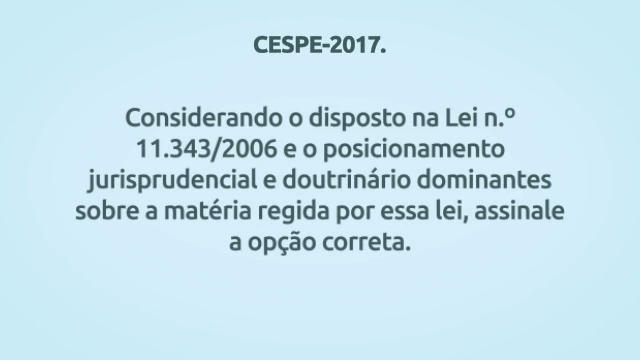 CESPE-2017.
Considerando o disposto na Lei n.º
11.343/2006 e o posicionamento
jurisprudencial e doutrinário dominantes
sobre a matéria regida por essa lei, assinale
a opção correta.